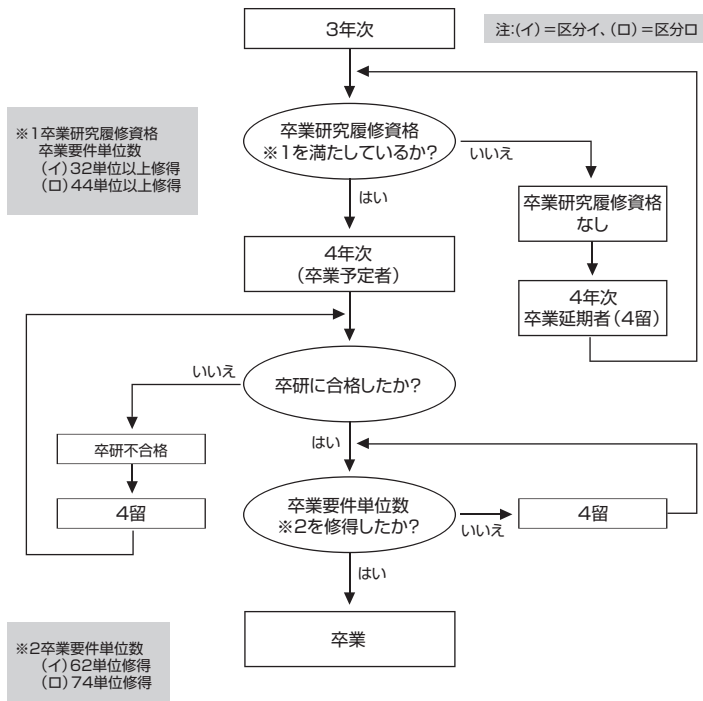 3年次
注:(イ)=区分イ、(ロ)=区分ロ
※1卒業研究履修資格
卒業要件単位数
(イ)32単位以上修得
(ロ)44単位以上修得
卒業研究履修資格
※1を満たしているか?
いいえ
はい
卒業研究履修資格
なし
4年次
(卒業予定者)
4年次
卒業延期者(4留)
卒研に合格したか?
いいえ
はい
卒研不合格
4留
卒業要件単位数
※2を修得したか?
いいえ
4留
はい
卒業
※2卒業要件単位数
(イ)62単位修得
(ロ)74単位修得